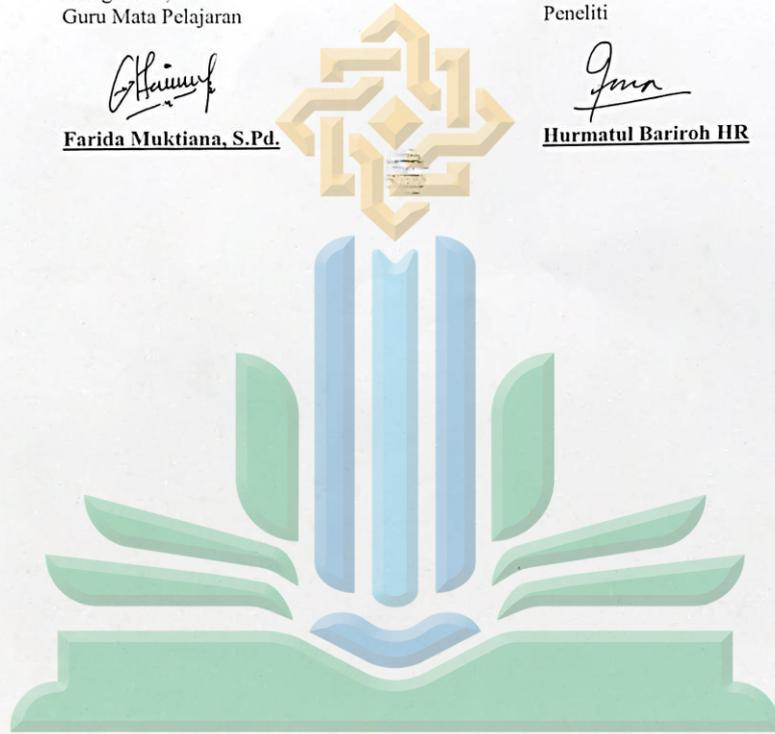 Guru Mata Pelajaran
Peneliti
Farida Muktiana, S.Pd.
Hurmatul Bariroh HR